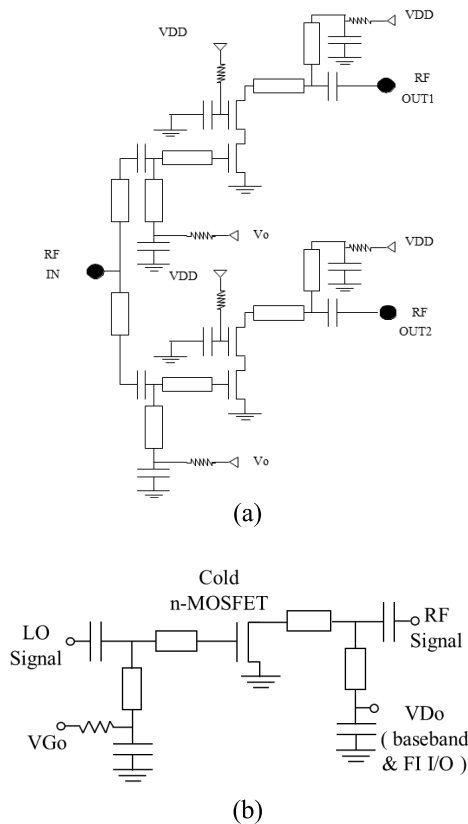 VDD
VDD
RF
OUT1
Vo
RF
IN
VDD
VDD
RF
OUT2
Vo
(a)
Cold
n-MOSFET
LO
Signal
RF
Signal
VGo
VDo
( baseband
& FI I/O )
(b)